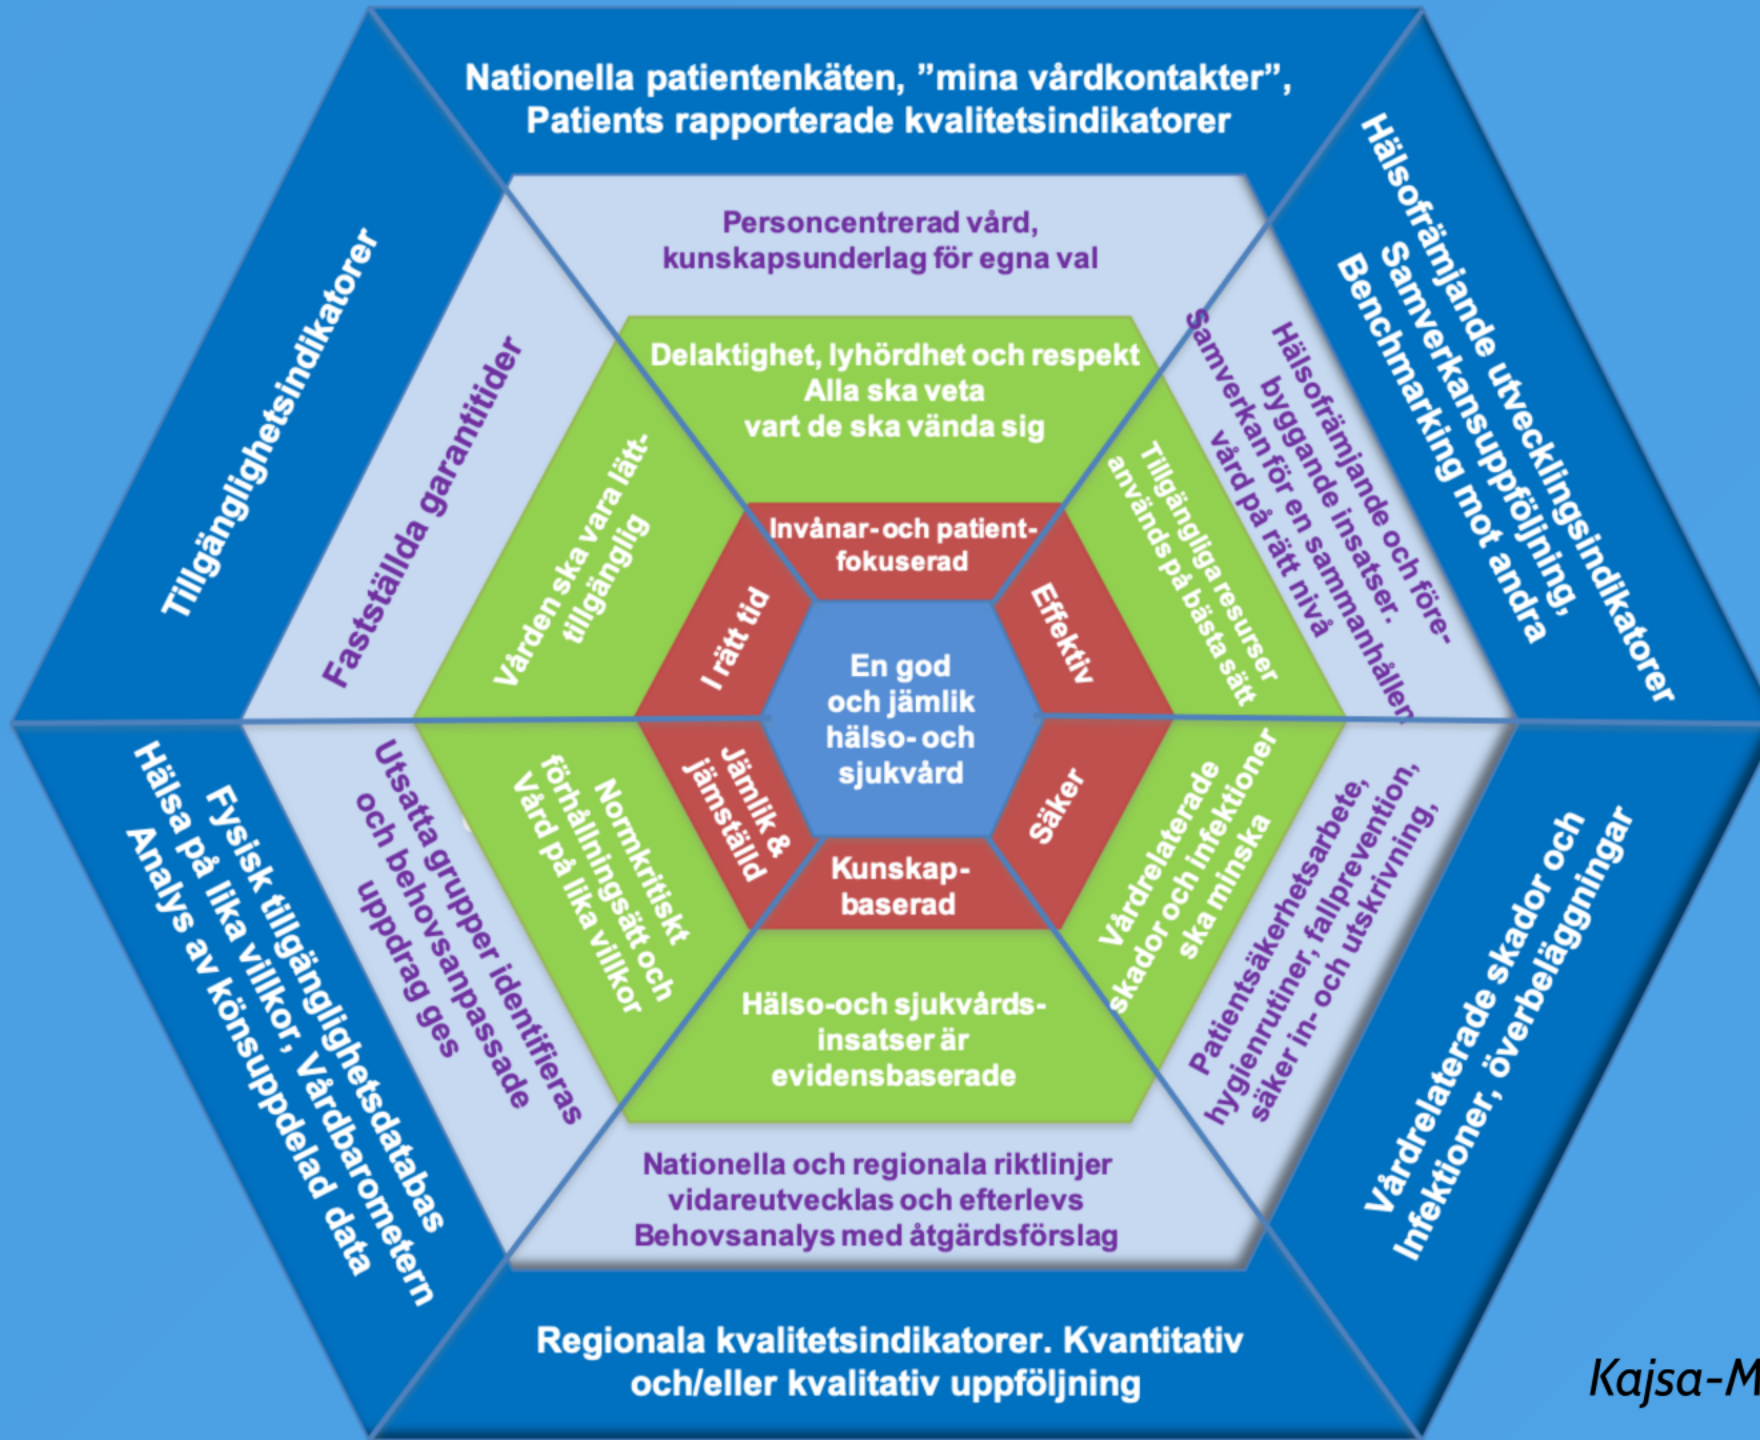 Nationella patientenkäten, ”mina vårdkontakter”,
Patients rapporterade kvalitetsindikatorer
Personcentrerad vård,
kunskapsunderlag för egna val
Delaktighet, lyhördhet och respekt
Alla ska veta
vart de ska vända sig
Invånar- och patient-
fokuserad
Hälsofrämjande utvecklingsindikatorer
Samverkansuppföljning,
Benchmarking mot andra
Hälsofrämjande och före-
byggande insatser.
Samverkan för en sammanhållen
vård på rätt nivå
Tillgängliga resurser
används på bästa sätt
Effektiv
Vårdrelaterade skador och
Infektioner, överbeläggningar
Patientsäkerhetsarbete,
hygienrutiner, fallprevention,
säker in- och utskrivning,
Vårdrelaterade
skador och infektioner
ska minska
Säker
Kunskap-
baserad
Hälso-och sjukvårds-
insatser är
evidensbaserade
Nationella och regionala riktlinjer
vidareutvecklas och efterlevs
Behovsanalys med åtgärdsförslag
Regionala kvalitetsindikatorer. Kvantitativ
och/eller kvalitativ uppföljning
Fysisk tillgänglighetsdatabas
Hälsa på lika villkor, Vårdbarometern
Analys av könsuppdelad data
Utsatta grupper identifieras
och behovsanpassade
uppdrag ges
Normkritiskt
förhållningsätt och
Vård på lika villkor
Jämlik &
jämställd
Tillgänglighetsindikatorer
Fastställda garantitider
Vården ska vara lätt-
tillgänglig
I rätt tid
En god
och jämlik
hälso- och
sjukvård
Kajsa-M